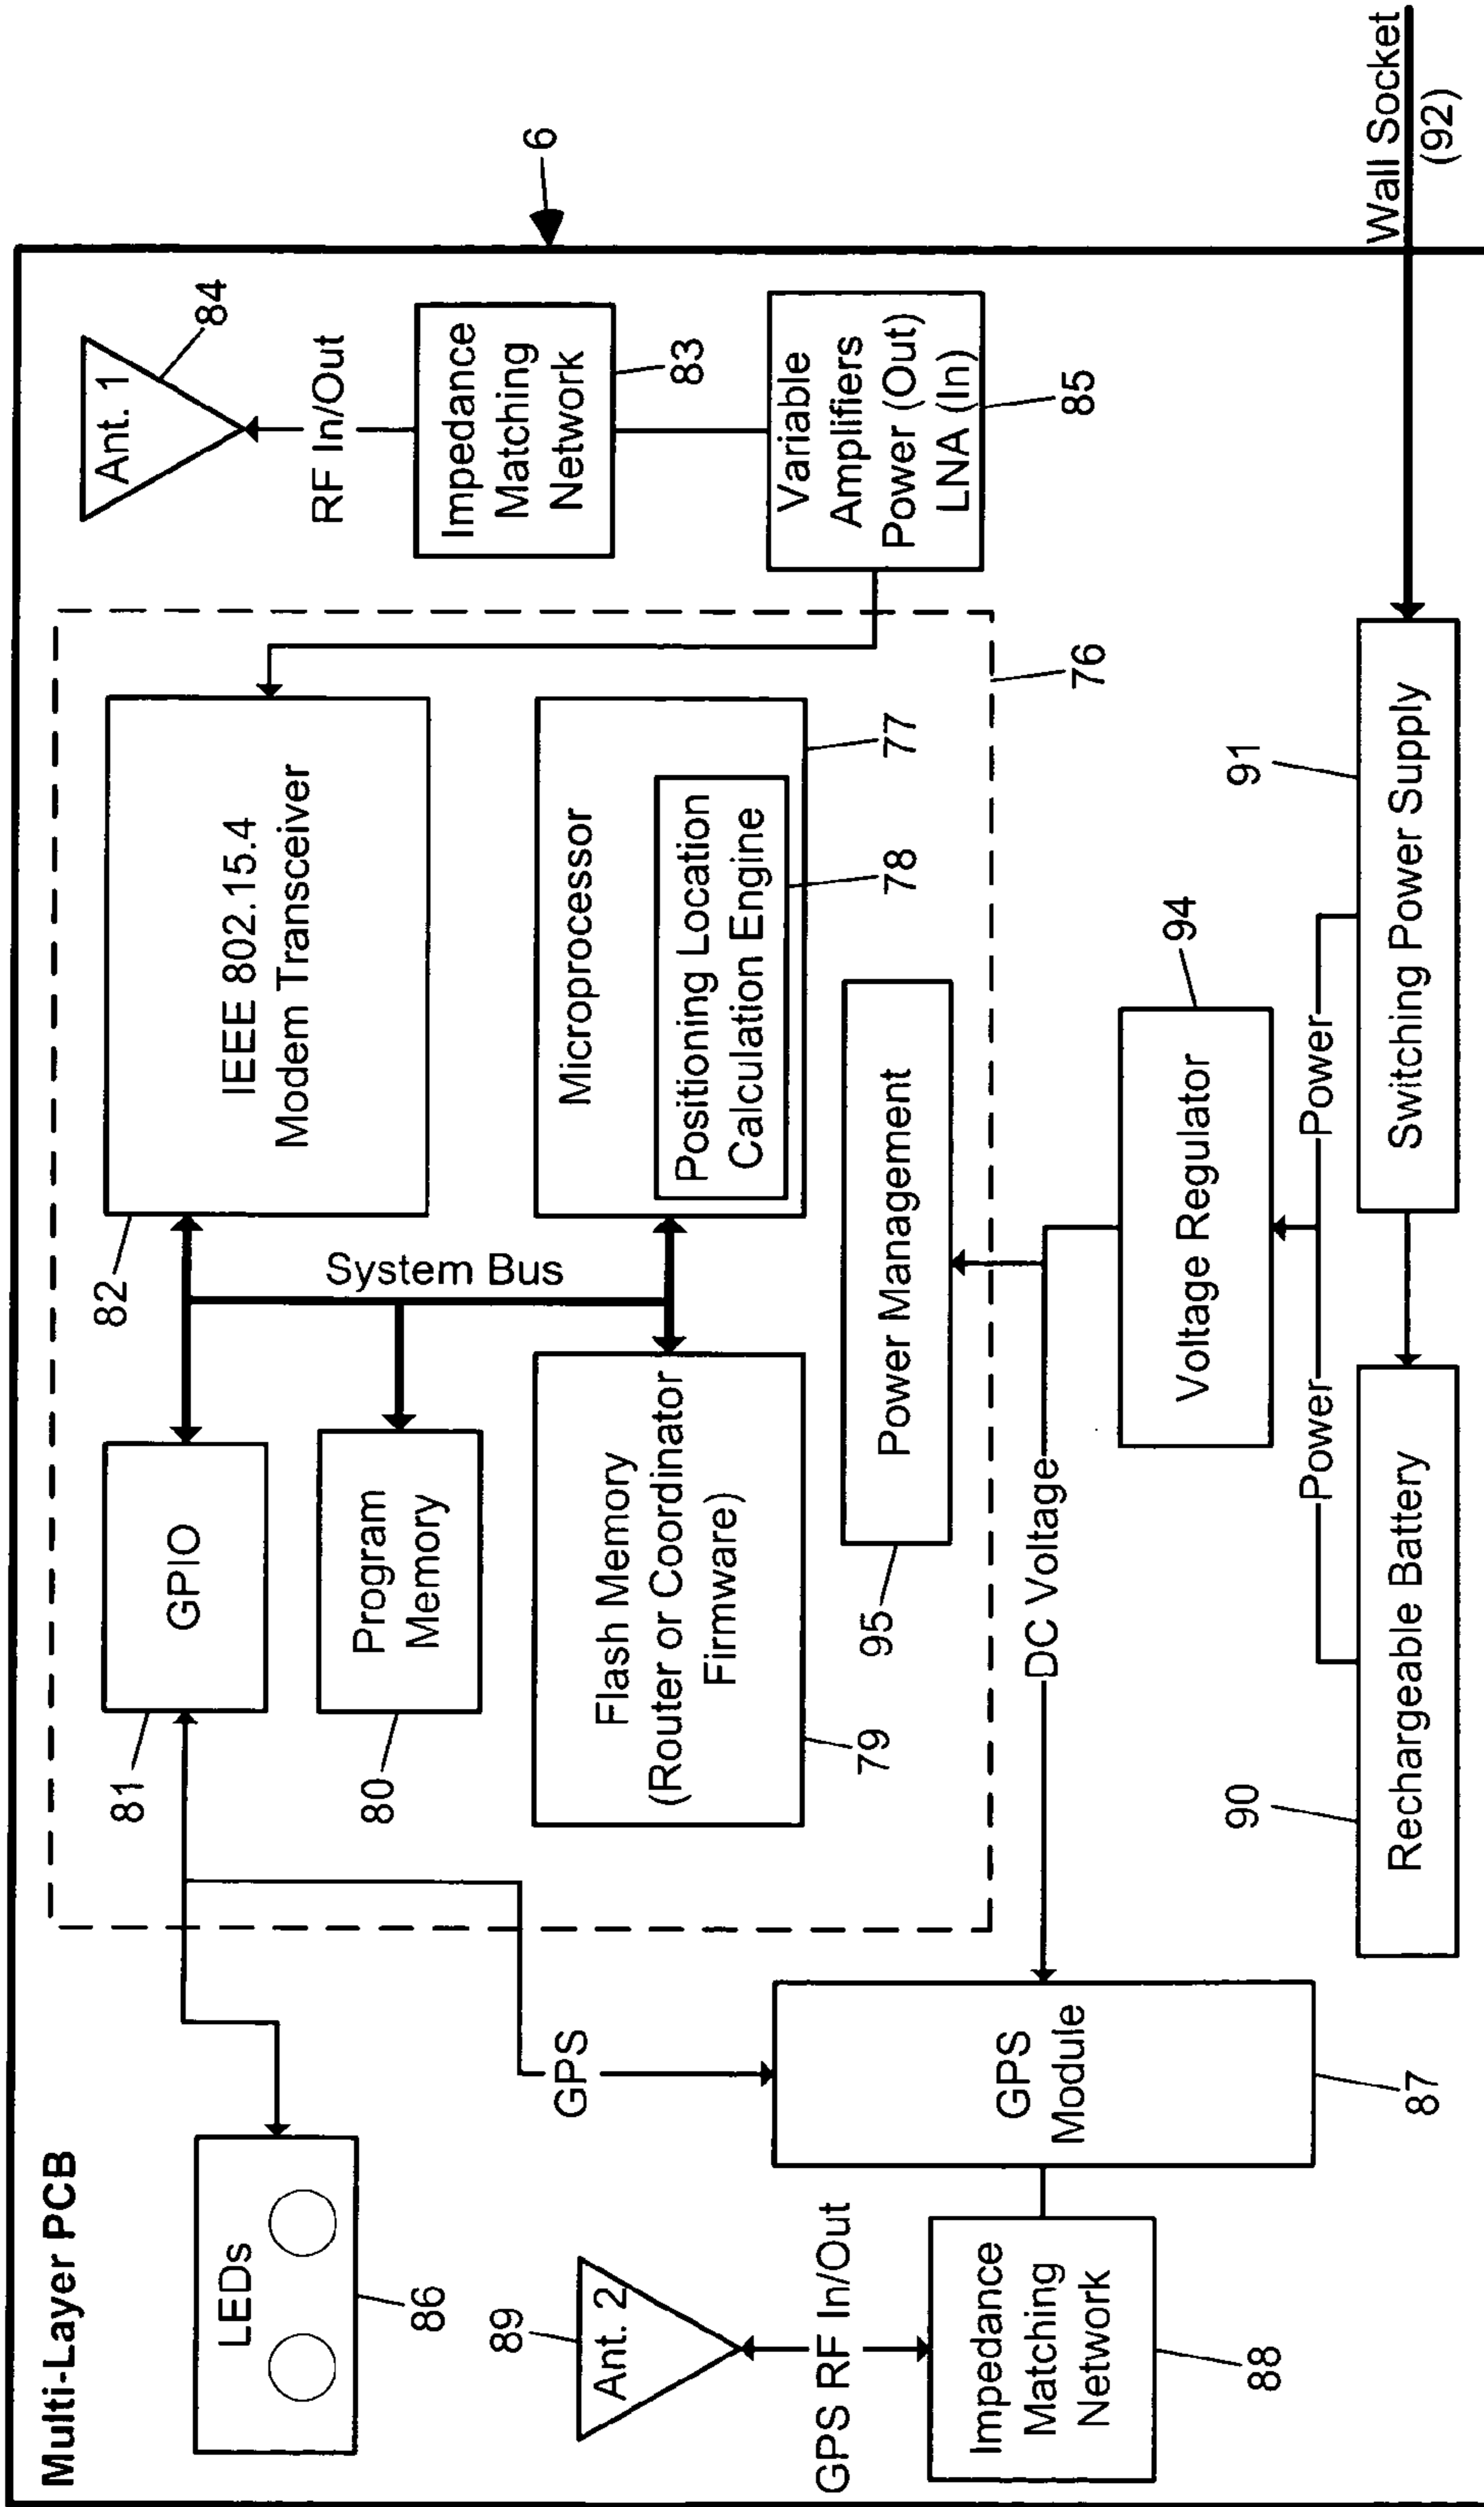 Multi-Layer PCB
LEDs
86
89
Ant. 2
GPS RF In/Out
Impedance
Matching
Network
88
GPS
GPS
Module
87
81
GPIO
80
Program
Memory
Flash Memory
(Router or Coordinator
Firmware)
79
System Bus
82
IEEE 802.15.4
Modem Transceiver
Microprocessor
Positioning Location
Calculation Engine
78
77
76
95
Power Management
DC Voltage
Voltage Regulator
94
90
Rechargeable Battery
Power
Power
91
Switching Power Supply
Ant. 1
84
RF In/Out
Impedance
Matching
Network
83
Variable
Amplifiers
Power (Out)
LNA (In)
85
6
Wall Socket
(92)